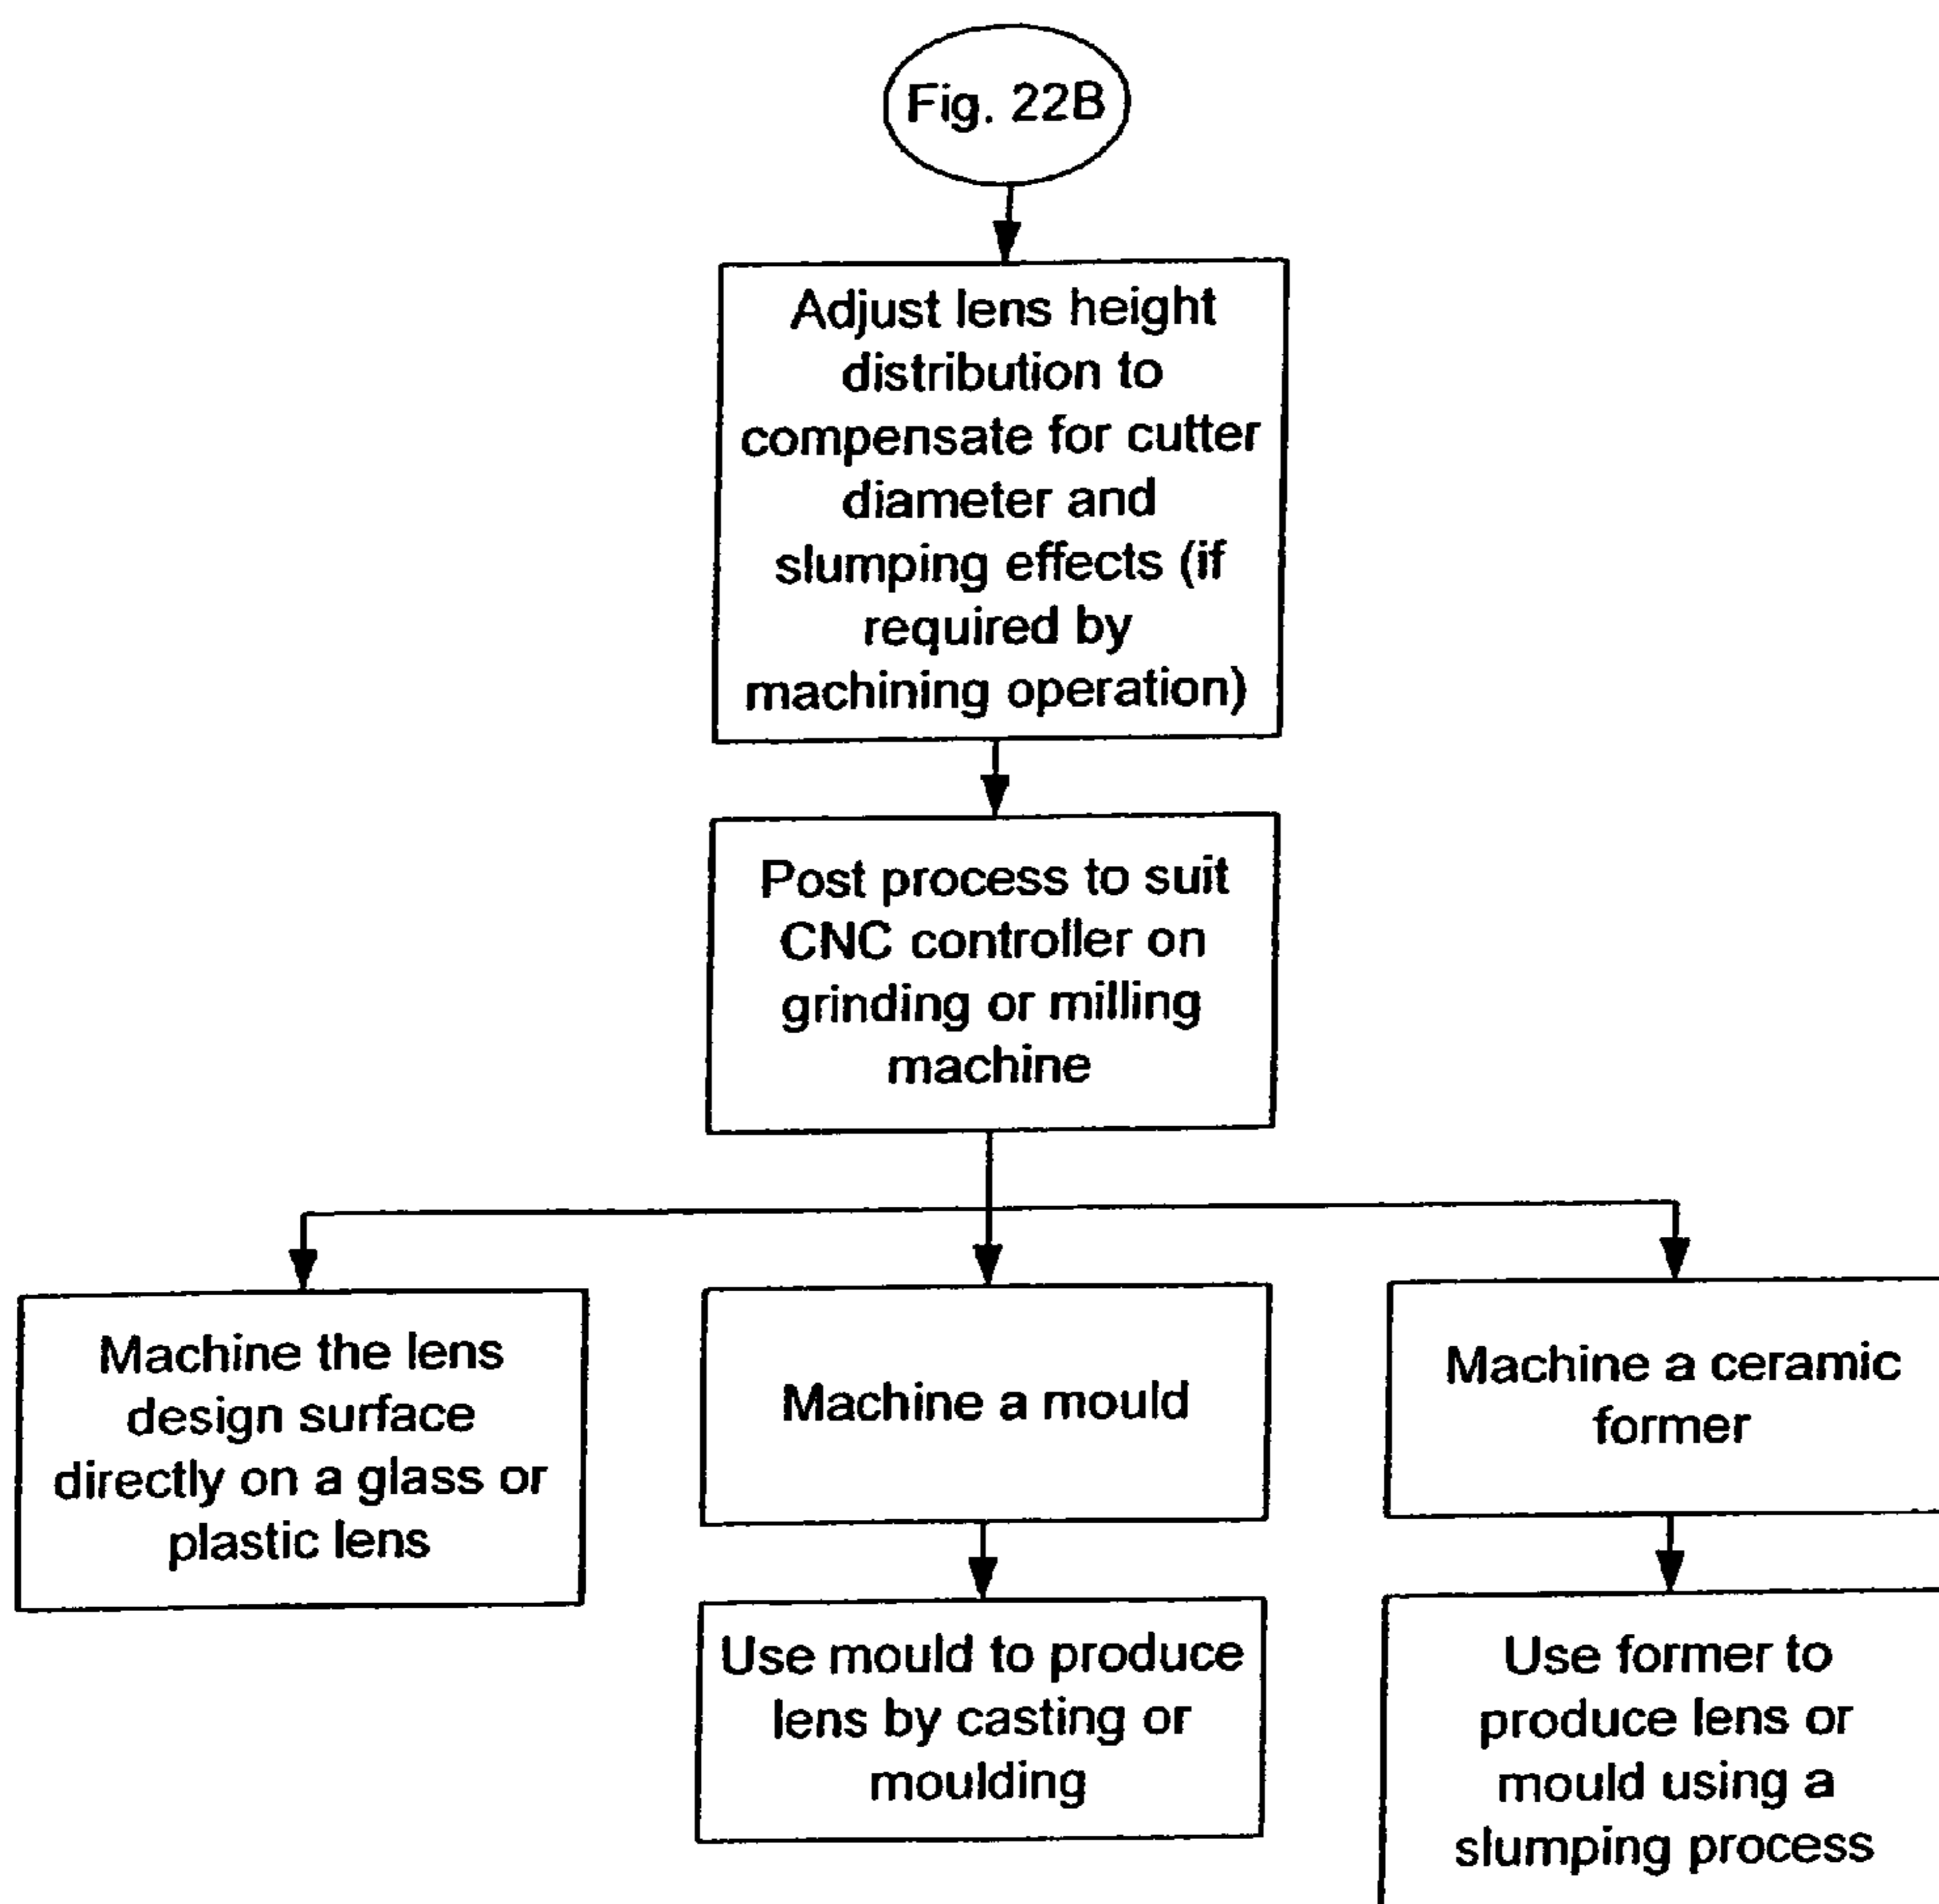 Fig. 22B
Adjust lens height
distribution to
compensate for cutter
diameter and
slumping effects (if
required by
machining operation)
Post process to suit
CNC controller on
grinding or milling
machine
Machine the lens
design surface
directly on a glass or
plastic lens
Machine a mould
Machine a ceramic
former
Use mould to produce
lens by casting or
moulding
Use former to
produce lens or
mould using a
slumping process